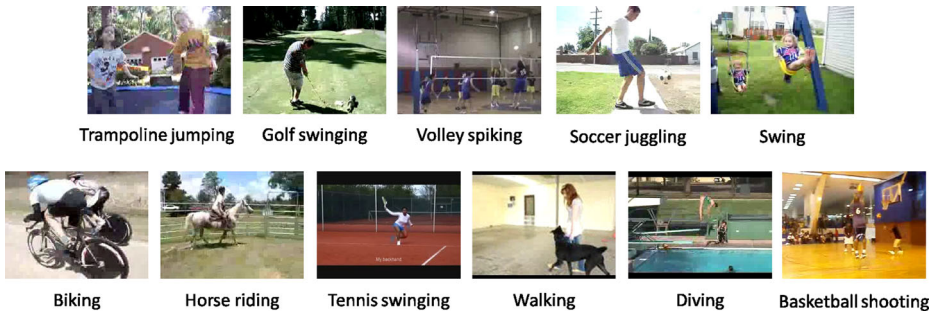 Trampoline jumping
Golf swinging
Volley spiking
Soccer juggling
Swing
Biking
Horse riding
Tennis swinging
Walking
Diving
Basketball shooting